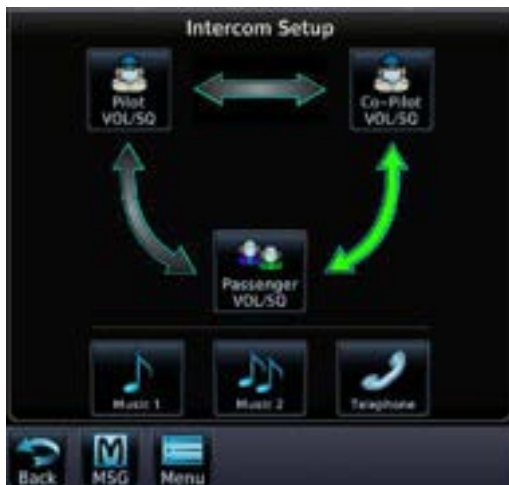 Intercom Setup
Pilot
VOL/SQ
Co-Pilot
VOL/SQ
Passenger
VOL/SQ
Music 1
Music 2
Telephone
Back
MSG
Menu